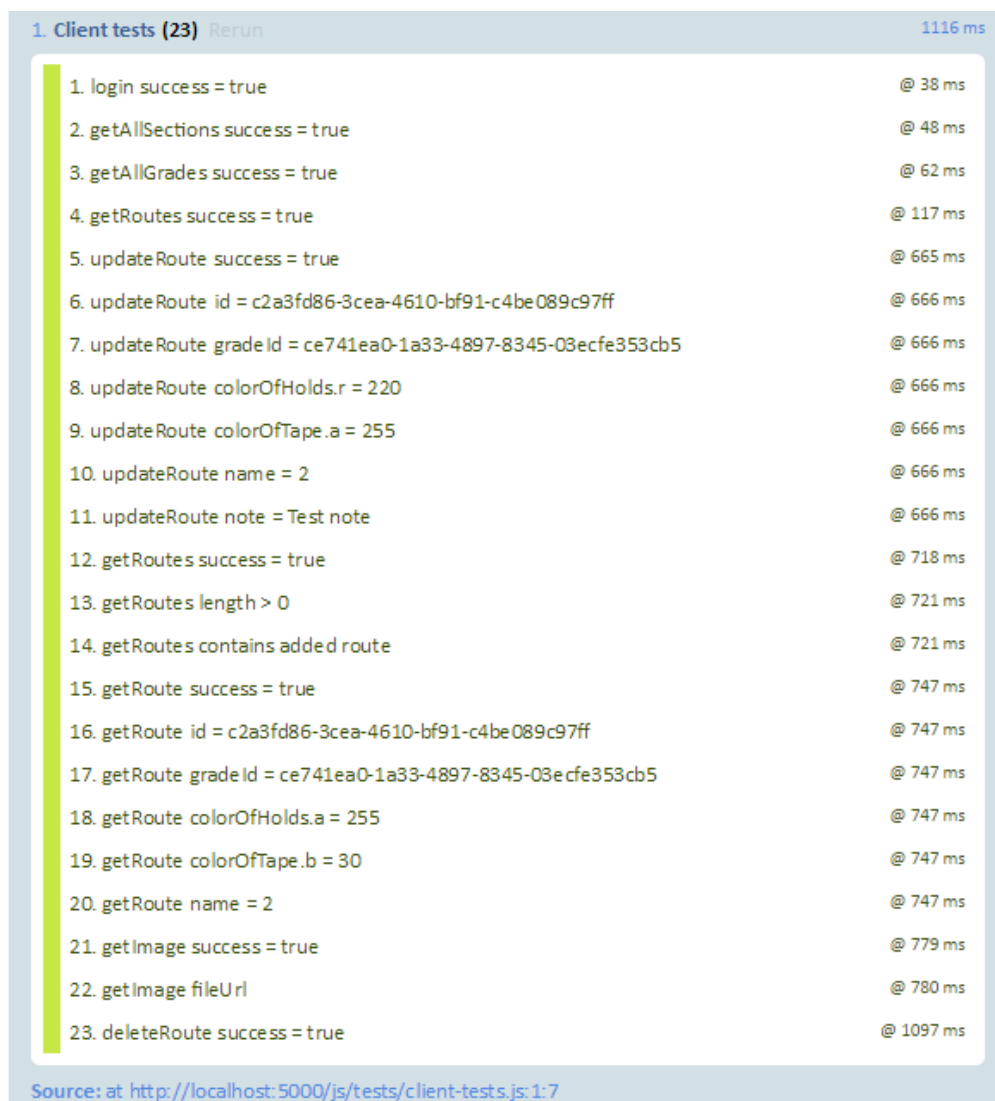 1. Client tests (23) Rerun 1116 ms
1. login success = true @ 38 ms
2. getAllSections success = true @ 48 ms
3. getAllGrades success = true @ 62 ms
4. getRoutes success = true @ 117 ms
5. updateRoute success = true @ 665 ms
6. updateRoute id = c2a3fd86-3cea-4610-bf91-c4be089c97ff @ 666 ms
7. updateRoute gradeId = ce741ea0-1a33-4897-8345-03ecfe353cb5 @ 666 ms
8. updateRoute colorOfHolds.r = 220 @ 666 ms
9. updateRoute colorOfTape.a = 255 @ 666 ms
10. updateRoute name = 2 @ 666 ms
11. updateRoute note = Test note @ 666 ms
12. getRoutes success = true @ 718 ms
13. getRoutes length > 0 @ 721 ms
14. getRoutes contains added route @ 721 ms
15. getRoute success = true @ 747 ms
16. getRoute id = c2a3fd86-3cea-4610-bf91-c4be089c97ff @ 747 ms
17. getRoute gradeId = ce741ea0-1a33-4897-8345-03ecfe353cb5 @ 747 ms
18. getRoute colorOfHolds.a = 255 @ 747 ms
19. getRoute colorOfTape.b = 30 @ 747 ms
20. getRoute name = 2 @ 747 ms
21. getImage success = true @ 779 ms
22. getImage fileUrl @ 780 ms
23. deleteRoute success = true @ 1097 ms
Source: at http://localhost:5000/js/tests/client-tests.js:1:7